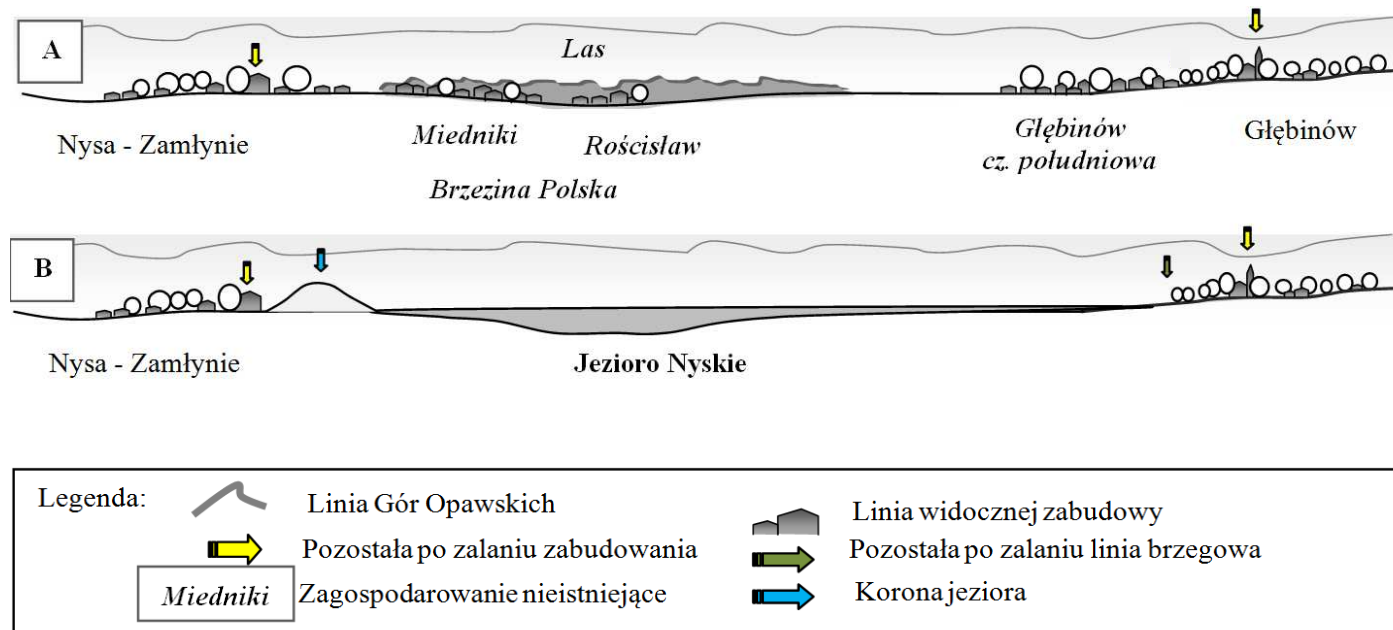 A
Las
Nysa - Zamłynie
Miedniki
Rościsław
Brzezina Polska
Głębinów
cz. południowa
Głębinów
B
Nysa - Zamłynie
Jezioro Nyskie
Legenda:
Linia Gór Opawskich
Linia widocznej zabudowy
Pozostała po zalaniu zabudowania
Pozostała po zalaniu linia brzegowa
Miedniki
Zagospodarowanie nieistniejące
Korona jeziora